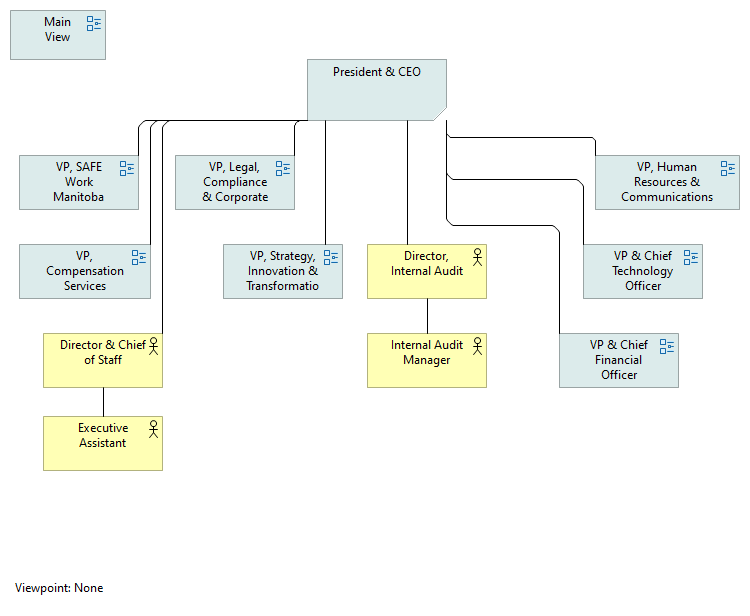 Main
View
President & CEO
VP, SAFE
Work
Manitoba
VP, Legal,
Compliance
& Corporate
VP, Human
Resources &
Communications
VP,
Compensation
Services
VP, Strategy,
Innovation &
Transformatio
Director,
Internal Audit
VP & Chief
Technology
Officer
Director & Chief
of Staff
Internal Audit
Manager
VP & Chief
Financial
Officer
Executive
Assistant
Viewpoint: None